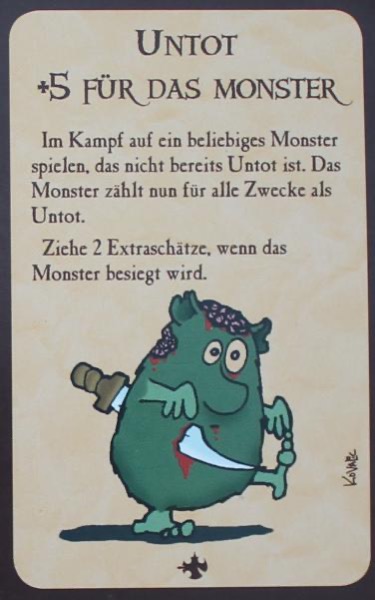 Untot
+5 für das Monster
Im Kampf auf ein beliebiges Monster
spielen, das nicht bereits Untot ist. Das
Monster zählt nun für alle Zwecke als
Untot.
Ziehe 2 Extraschätze, wenn das
Monster besiegt wird.
Kovalic